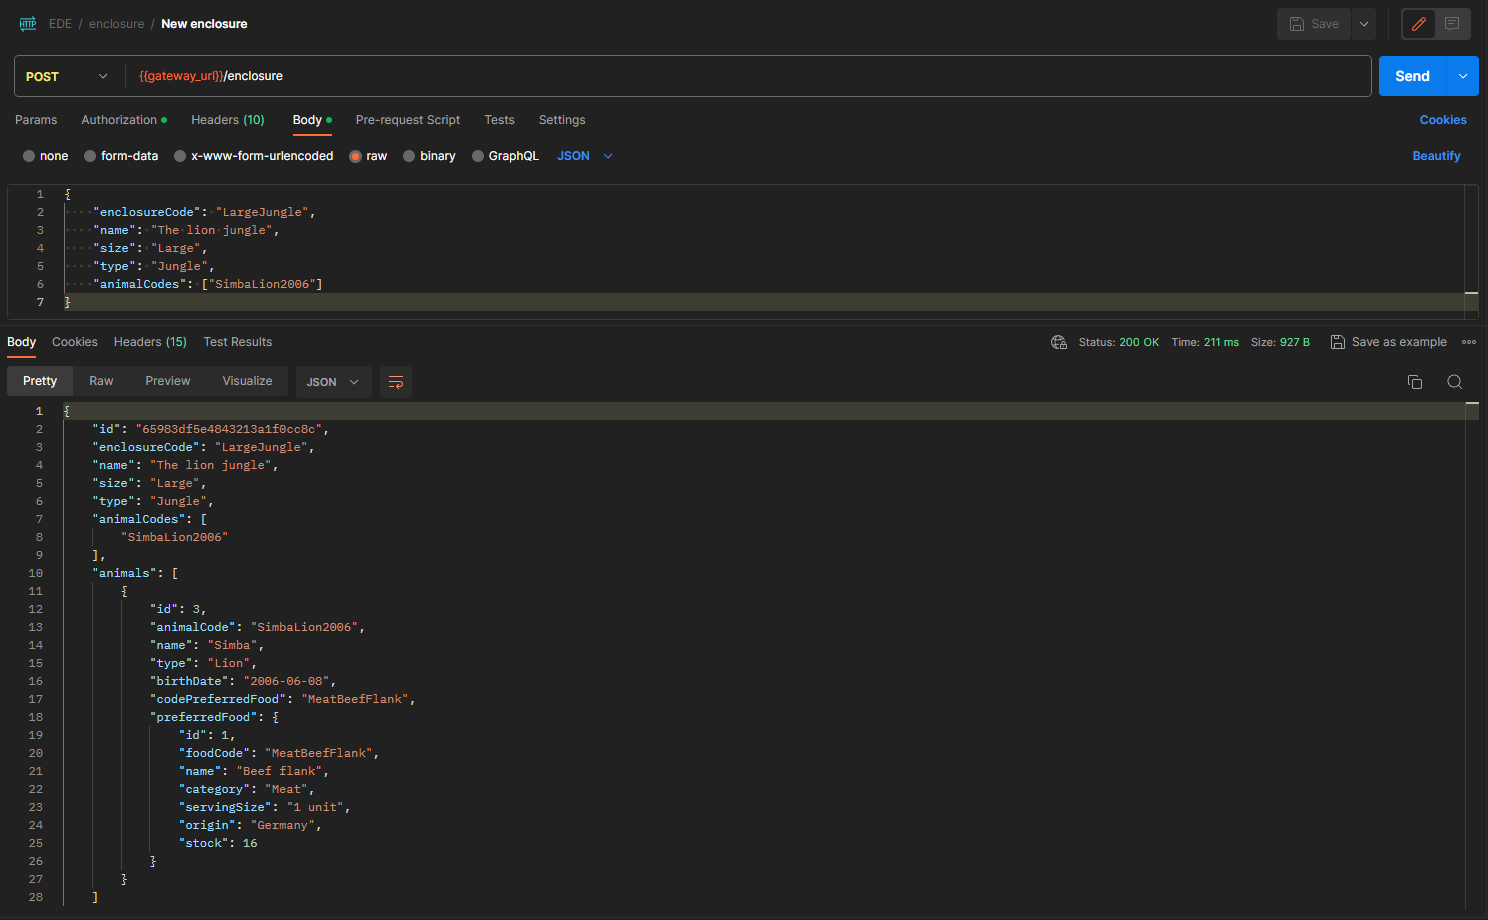 HTTP EDE / enclosure / New enclosure Save
POST {{gateway_url}}/enclosure Send
Params Authorization Headers (10) Body Pre-request Script Tests Settings Cookies
none form-data x-www-form-urlencoded raw binary GraphQL JSON Beautify
1 {
2 "enclosureCode": "LargeJungle",
3 "name": "The lion jungle",
4 "size": "Large",
5 "type": "Jungle",
6 "animalCodes": ["SimbaLion2006"]
7 }
Body Cookies Headers (15) Test Results Status: 200 OK Time: 211 ms Size: 927 B Save as example
Pretty Raw Preview Visualize JSON
1 {
2 "id": "65983df5e4843213a1f0cc8c",
3 "enclosureCode": "LargeJungle",
4 "name": "The lion jungle",
5 "size": "Large",
6 "type": "Jungle",
7 "animalCodes": [
8 "SimbaLion2006"
9 ],
10 "animals": [
11 {
12 "id": 3,
13 "animalCode": "SimbaLion2006",
14 "name": "Simba",
15 "type": "Lion",
16 "birthDate": "2006-06-08",
17 "codePreferredFood": "MeatBeefFlank",
18 "preferredFood": {
19 "id": 1,
20 "foodCode": "MeatBeefFlank",
21 "name": "Beef flank",
22 "category": "Meat",
23 "servingSize": "1 unit",
24 "origin": "Germany",
25 "stock": 16
26 }
27 }
28 ]